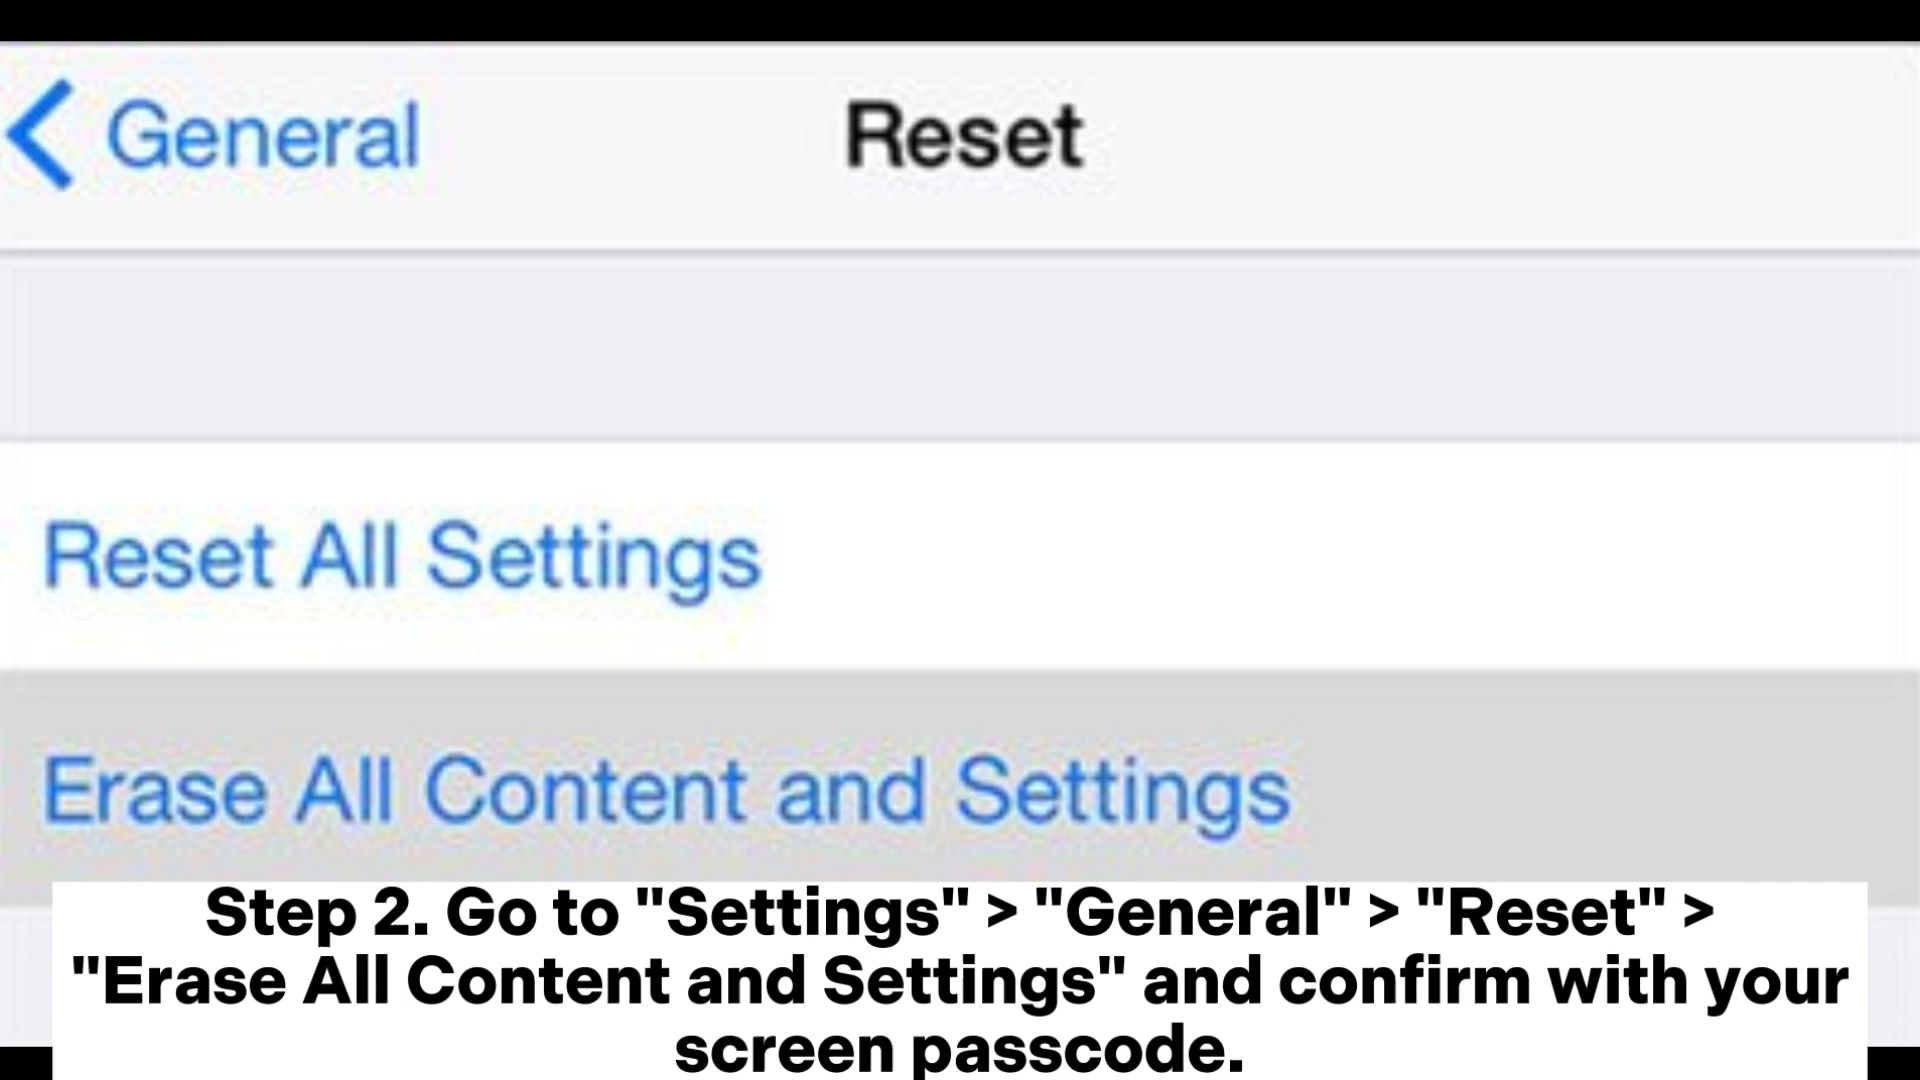 General
Reset
Reset All Settings
Erase All Content and Settings
Step 2. Go to "Settings" > "General" > "Reset" >
"Erase All Content and Settings" and confirm with your
screen passcode.